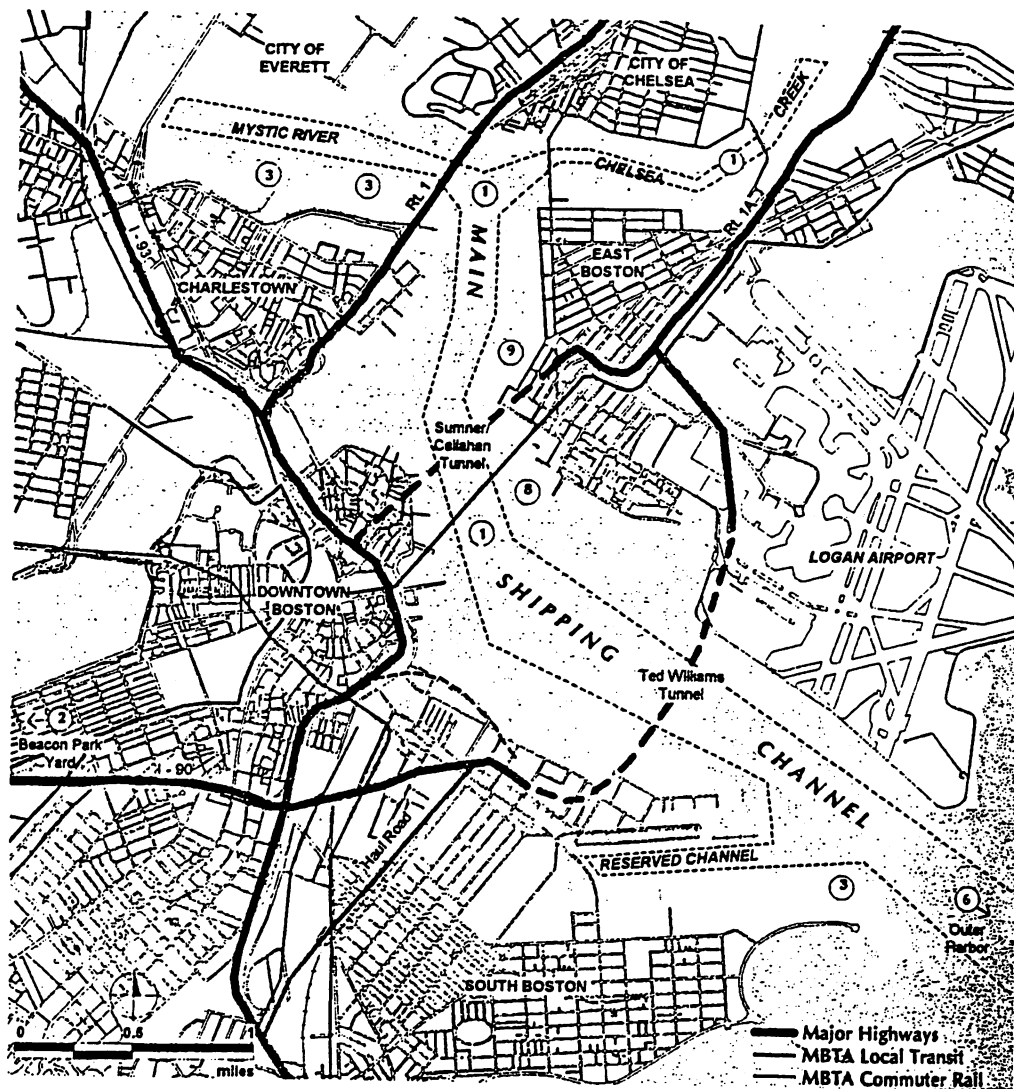 CITY OF
EVERETT
CITY OF
CHELSEA
CREEK
MYSTIC RIVER
CHELSEA
1
3
3
1
Rt. 1
Rt. 1A
MAIN
I-93
EAST
BOSTON
CHARLESTOWN
9
Sumner/
Callahan
Tunnel
8
1
LOGAN AIRPORT
SHIPPING
DOWNTOWN
BOSTON
Ted Williams
Tunnel
2
Beacon Park
Yard
I-90
CHANNEL
Haul Road
RESERVED CHANNEL
3
6
Outer
Harbor
SOUTH BOSTON
0 0.5 1
miles
Major Highways
MBTA Local Transit
MBTA Commuter Rail